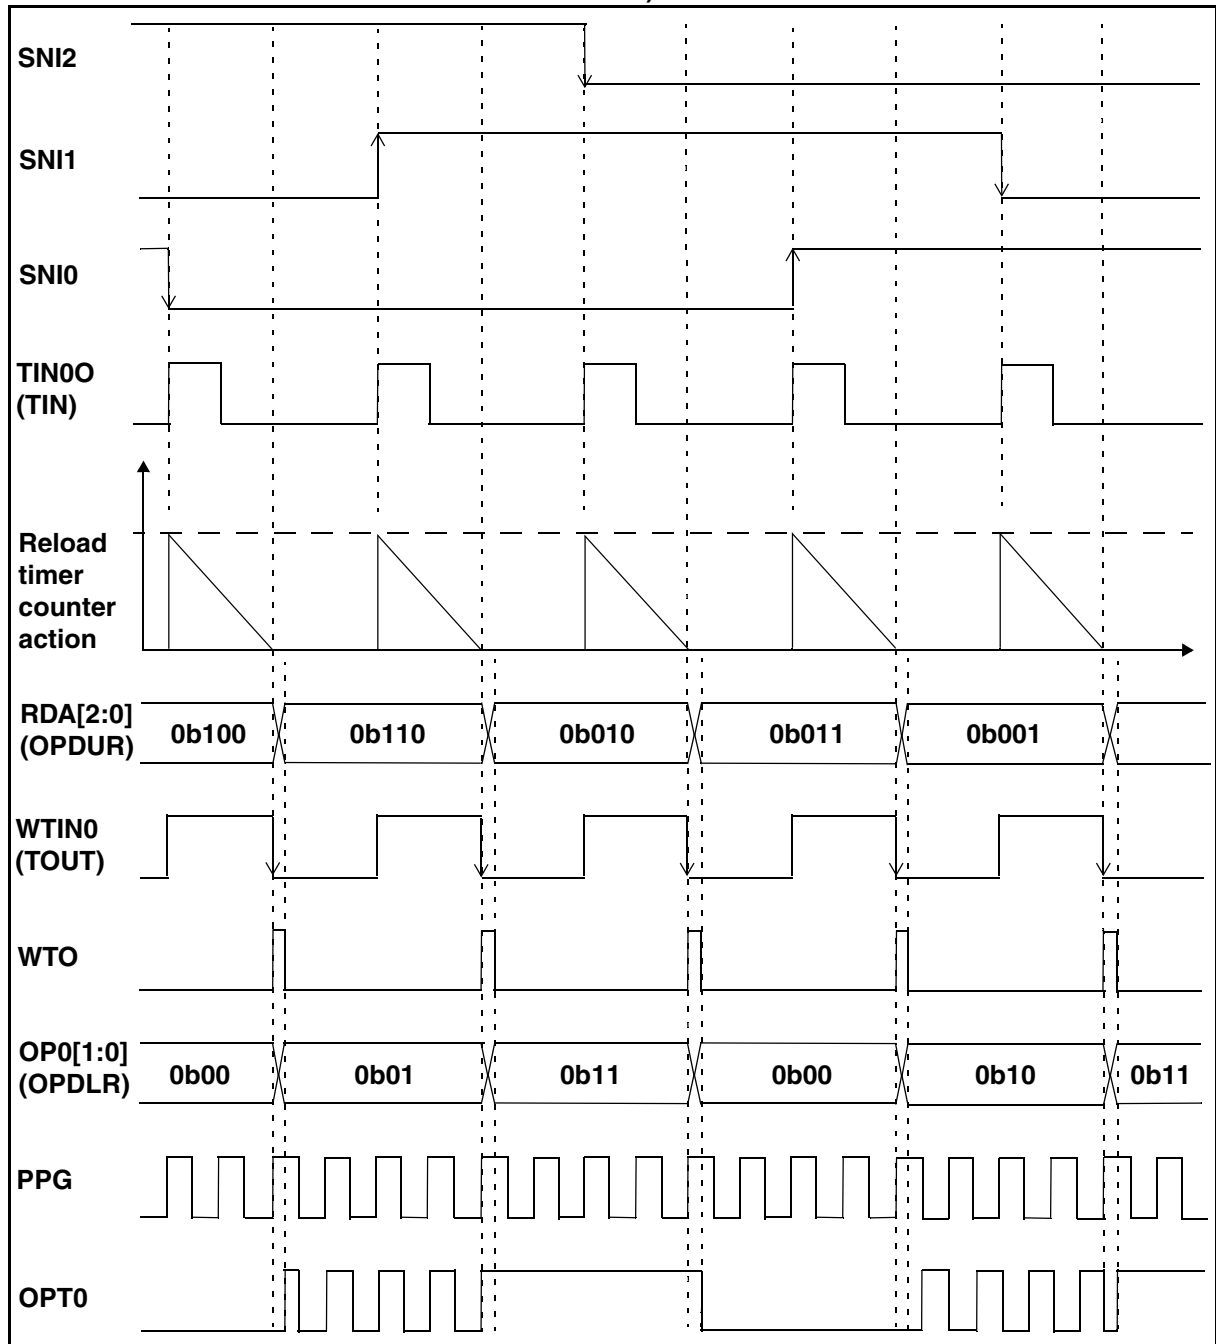 SNI2
SNI1
SNI0
TIN0O
(TIN)
Reload
timer
counter
action
RDA[2:0]
(OPDUR)
0b100
0b110
0b010
0b011
0b001
WTIN0
(TOUT)
WTO
OP0[1:0]
(OPDLR)
0b00
0b01
0b11
0b00
0b10
0b11
PPG
OPT0